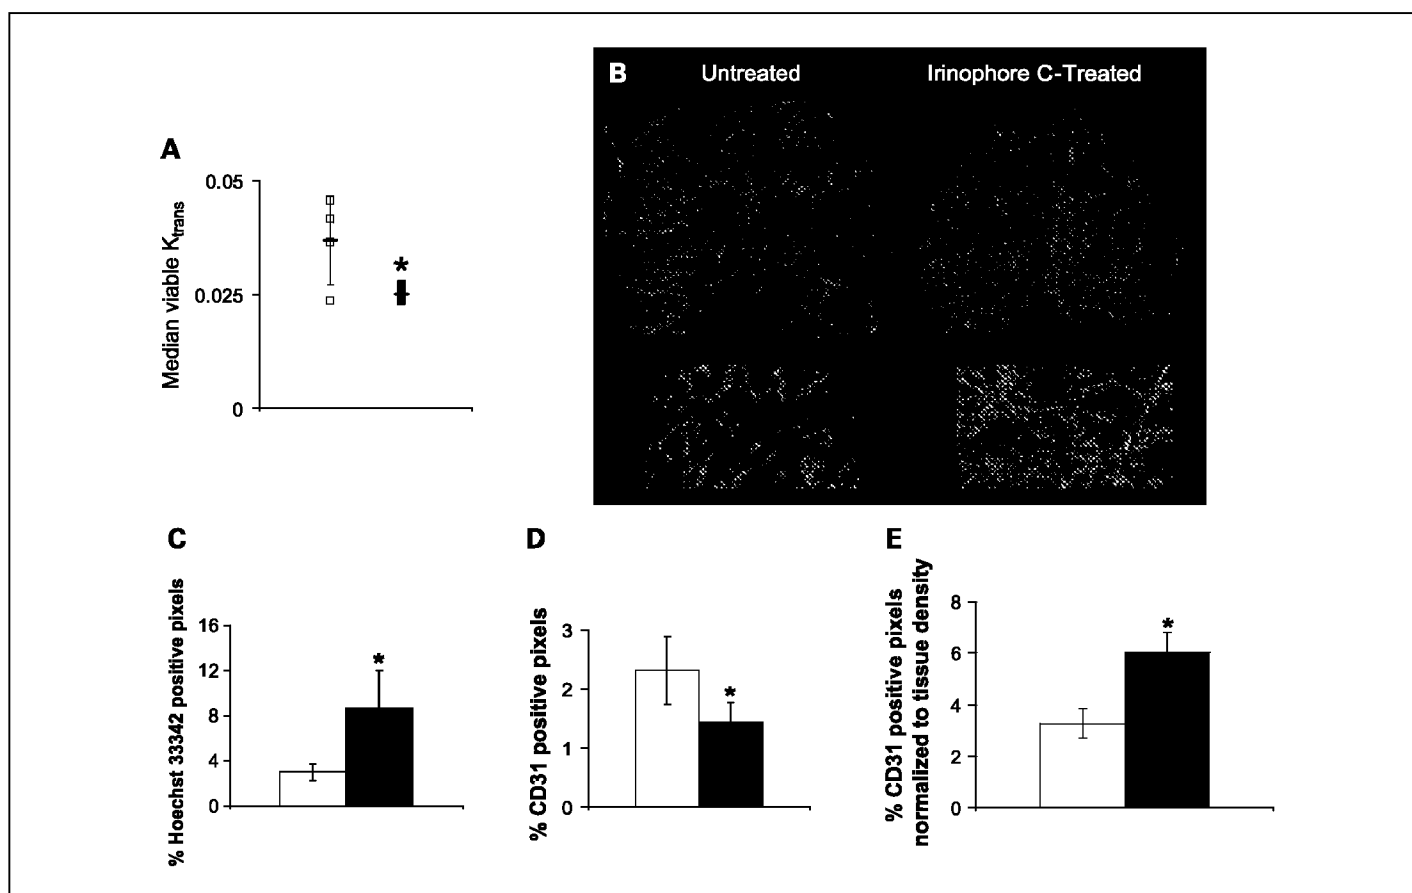 A
Median viable Ktrans
0.05
0.025
0
*
B
Untreated
Irinophore C-Treated
C
% Hoechst 33342 positive pixels
16
12
8
4
0
*
D
% CD31 positive pixels
3
2
1
0
*
E
% CD31 positive pixels
normalized to tissue density
8
6
4
2
0
*